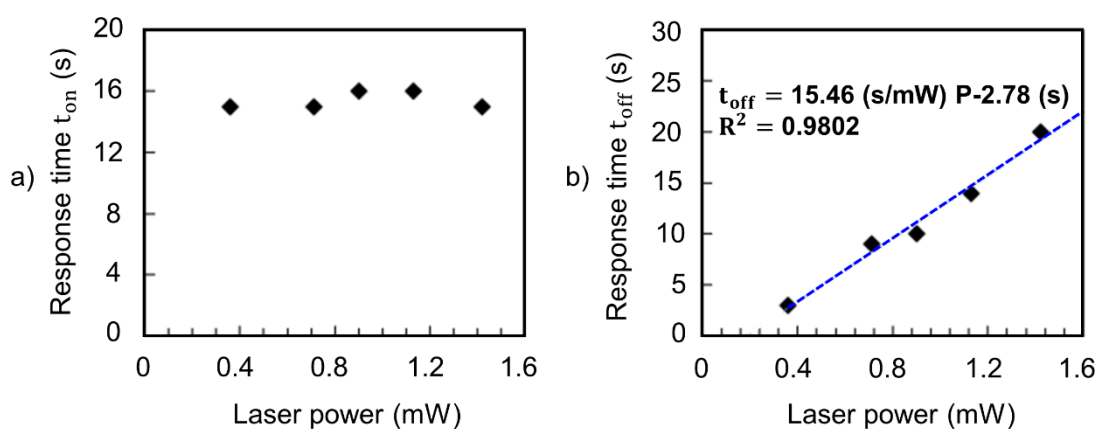 a)
Response time t_on (s)
20
16
12
8
4
0
0 0.4 0.8 1.2 1.6
Laser power (mW)
b)
Response time t_off (s)
30
25
20
15
10
5
0
t_off = 15.46 (s/mW) P-2.78 (s)
R² = 0.9802
0 0.4 0.8 1.2 1.6
Laser power (mW)